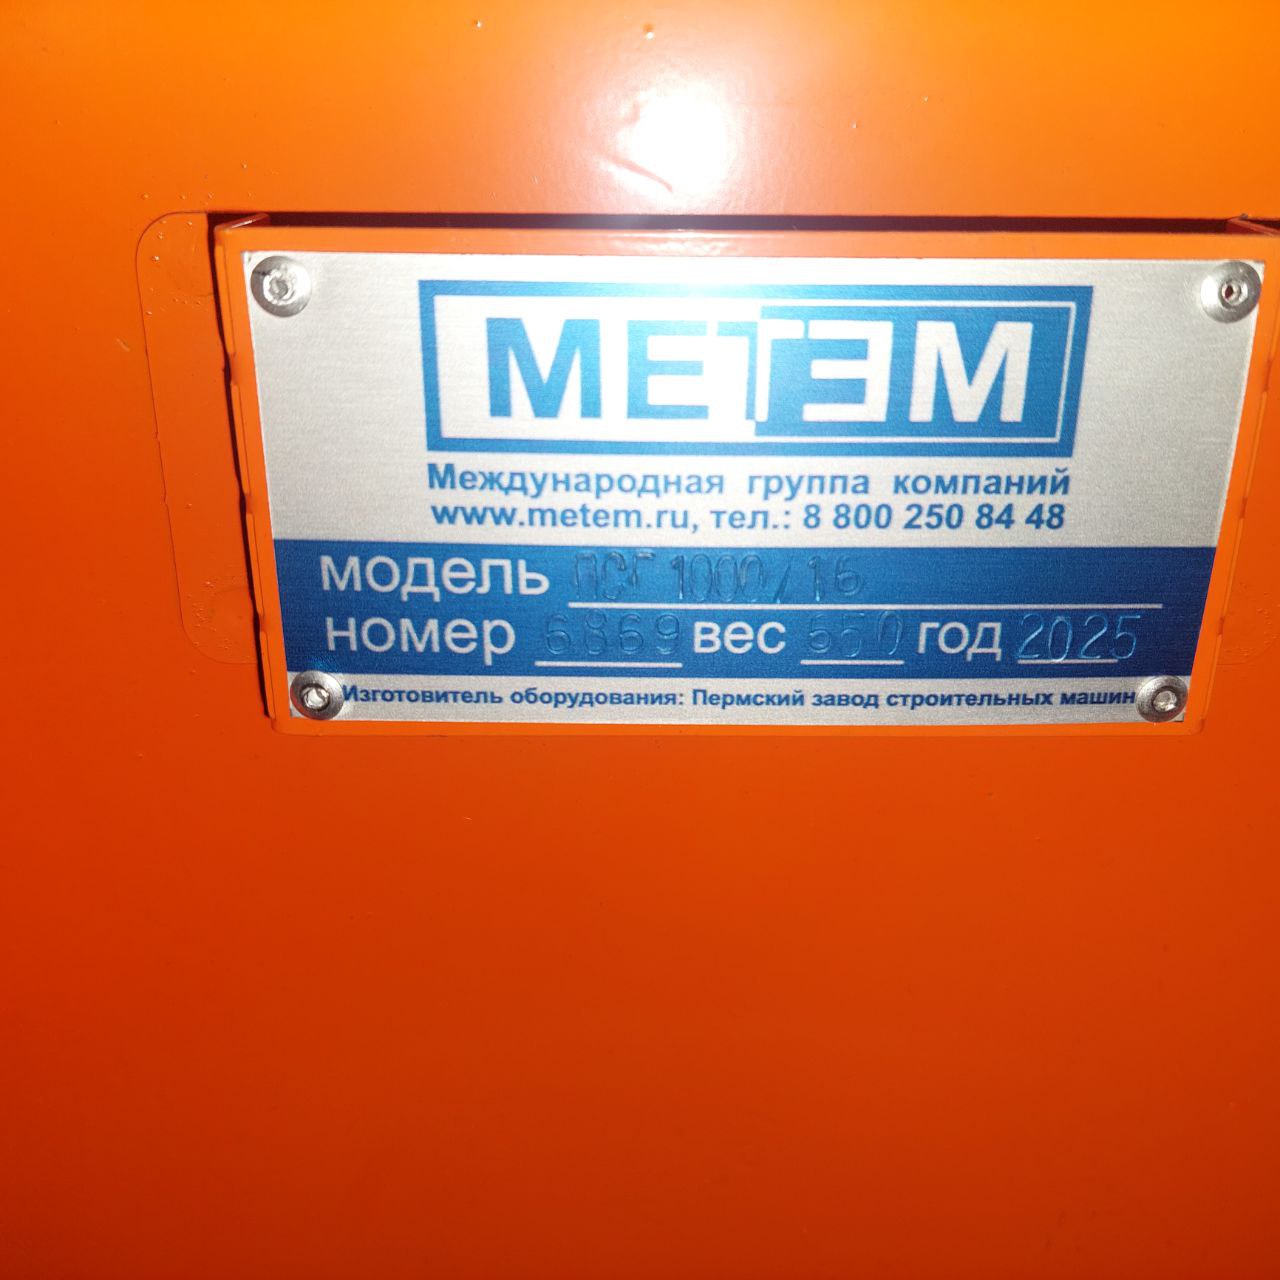 МЕТЕМ
Международная группа компаний
www.metem.ru, тел.: 8 800 250 84 48
модель ПСГ 1000/16
номер 6869 вес 550 год 2025
Изготовитель оборудования: Пермский завод строительных машин